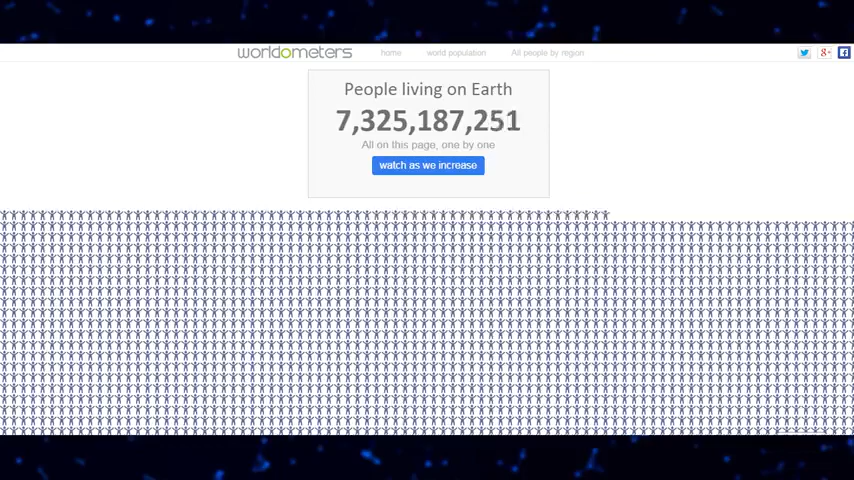 worldometers home world population All people by region
People living on Earth
7,325,187,251
All on this page, one by one
watch as we increase